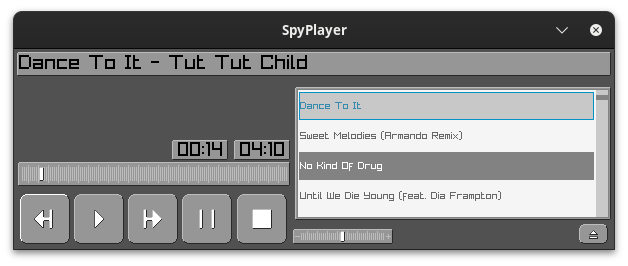 SpyPlayer
Dance To It - Tut Tut Child
Dance To It
Sweet Melodies (Armando Remix)
No Kind Of Drug
Until We Die Young (feat. Dia Frampton)
00:14 04:10
- +